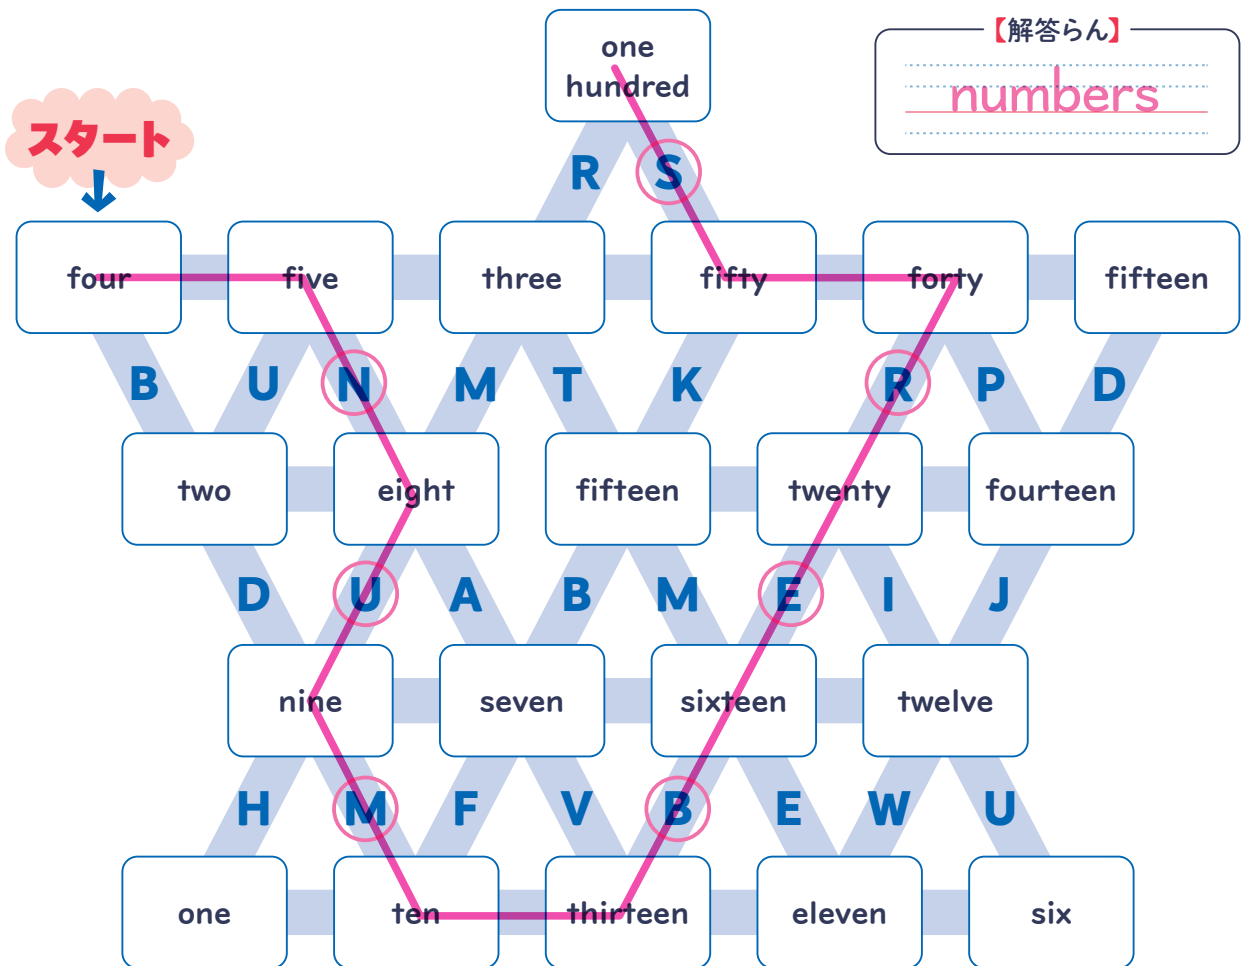 one
hundred
【解答らん】
numbers
スタート
R S
four five three fifty forty fifteen
B U N M T K R P D
two eight fifteen twenty fourteen
D U A B M E I J
nine seven sixteen twelve
H M F V B E W U
one ten thirteen eleven six